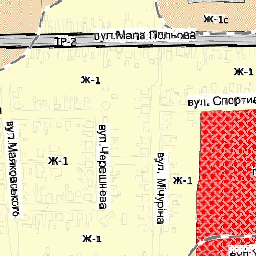 Ж-1с
вул.Мала Польова
ТР-2
Ж-1
Ж-1
вул. Спортив
вул.Маяковського
вул.Черешнева
вул. Мічуріна
Ж-1
Ж-1
Ж-1